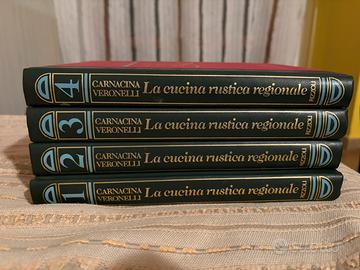 4 CARNACINA VERONELLI La cucina rustica regionale RIZZOLI
3 CARNACINA VERONELLI La cucina rustica regionale RIZZOLI
2 CARNACINA VERONELLI La cucina rustica regionale RIZZOLI
1 CARNACINA VERONELLI La cucina rustica regionale RIZZOLI
subito